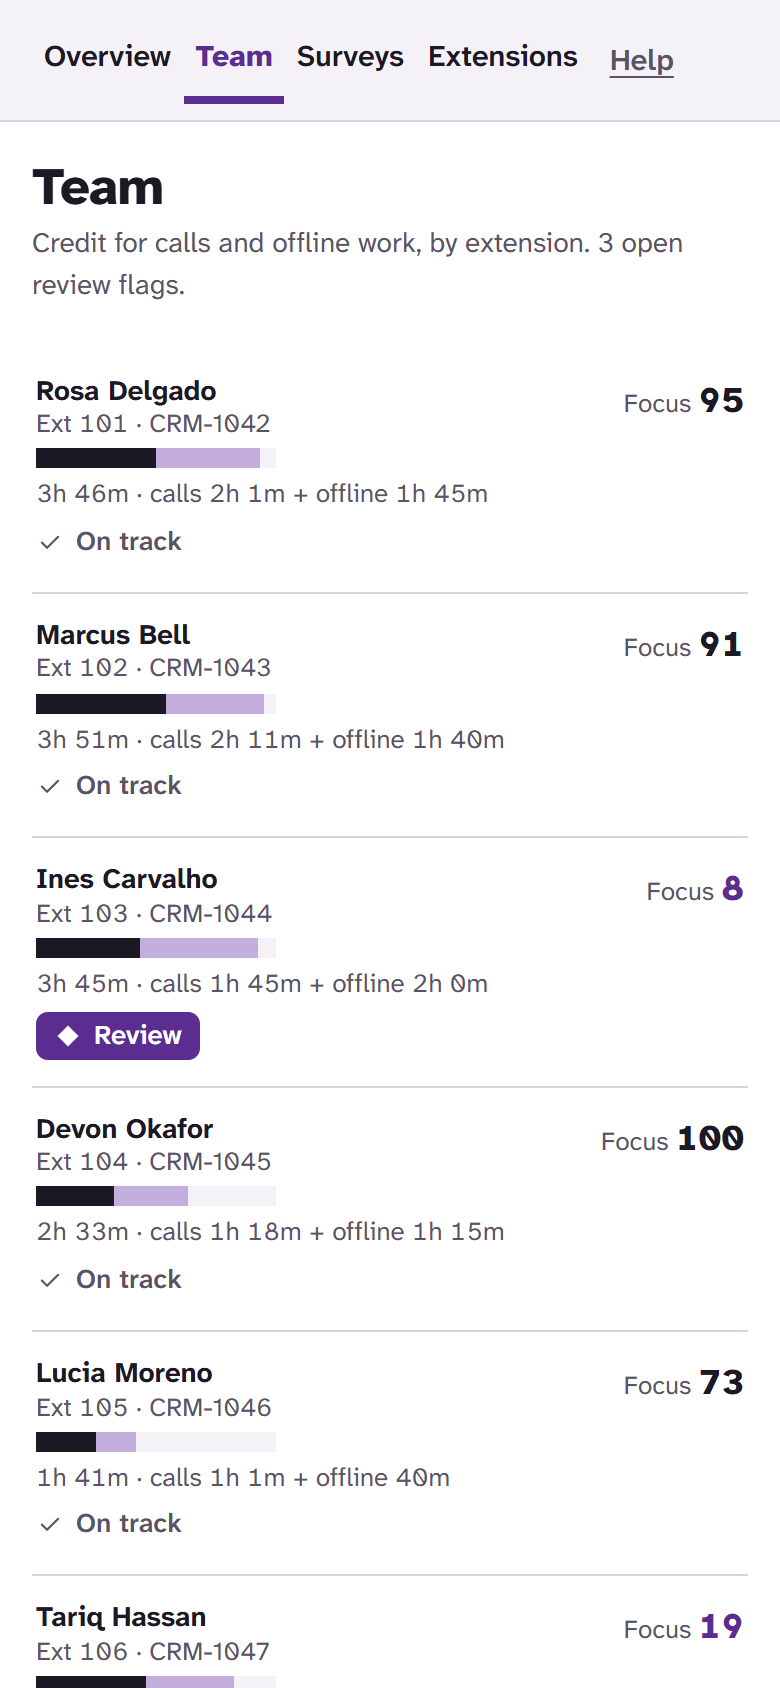 Overview Team Surveys Extensions Help
Team
Credit for calls and offline work, by extension. 3 open
review flags.
Rosa Delgado
Focus 95
Ext 101 · CRM-1042
3h 46m · calls 2h 1m + offline 1h 45m
On track
Marcus Bell
Focus 91
Ext 102 · CRM-1043
3h 51m · calls 2h 11m + offline 1h 40m
On track
Ines Carvalho
Focus 8
Ext 103 · CRM-1044
3h 45m · calls 1h 45m + offline 2h 0m
Review
Devon Okafor
Focus 100
Ext 104 · CRM-1045
2h 33m · calls 1h 18m + offline 1h 15m
On track
Lucia Moreno
Focus 73
Ext 105 · CRM-1046
1h 41m · calls 1h 1m + offline 40m
On track
Tariq Hassan
Focus 19
Ext 106 · CRM-1047